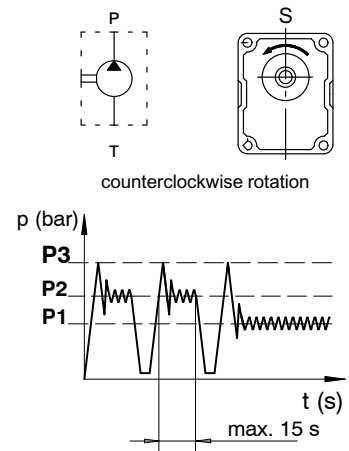 P
S
T
counterclockwise rotation
p (bar)
P3
P2
P1
t (s)
max. 15 s